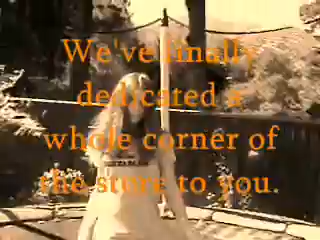 We've finally
dedicated a
whole corner of
the store to you.